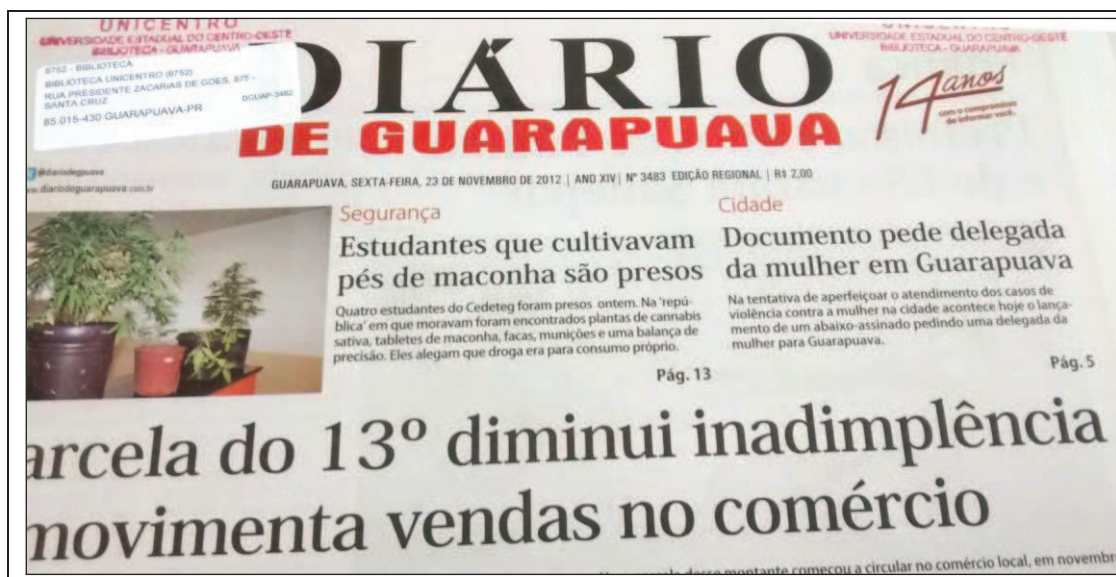 UNICENTRO
UNIVERSIDADE ESTADUAL DO CENTRO-OESTE
BIBLIOTECA - GUARAPUAVA
8752 - BIBLIOTECA
BIBLIOTECA UNICENTRO (8752)
RUA PRESIDENTE ZACARIAS DE GOES, 875 -
SANTA CRUZ
BGUAP-3462
85.015-430 GUARAPUAVA-PR
UNIVERSIDADE ESTADUAL DO CENTRO-OESTE
BIBLIOTECA - GUARAPUAVA
DIÁRIO
DE GUARAPUAVA
14 anos
com o compromisso
de informar você.
@diariodegpuava
.diariodeguarapuava.com.br
GUARAPUAVA, SEXTA-FEIRA, 23 DE NOVEMBRO DE 2012 | ANO XIV | Nº 3483 EDIÇÃO REGIONAL | R$ 2,00
Segurança
Estudantes que cultivavam
pés de maconha são presos
Quatro estudantes do Cedeteg foram presos ontem. Na 'repú-
blica' em que moravam foram encontrados plantas de cannabis
sativa, tabletes de maconha, facas, munições e uma balança de
precisão. Eles alegam que droga era para consumo próprio.
Pág. 13
Cidade
Documento pede delegada
da mulher em Guarapuava
Na tentativa de aperfeiçoar o atendimento dos casos de
violência contra a mulher na cidade acontece hoje o lança-
mento de um abaixo-assinado pedindo uma delegada da
mulher para Guarapuava.
Pág. 5
arcela do 13º diminui inadimplência
movimenta vendas no comércio
montante começou a circular no comércio local, em novembr